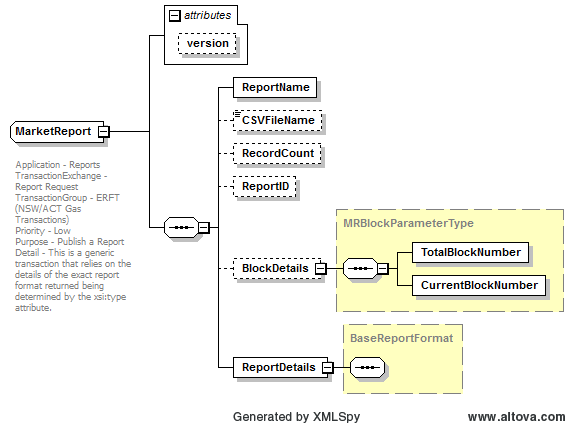 attributes
version
ReportName
CSVFileName
MarketReport
RecordCount
Application - Reports
TransactionExchange -
Report Request
TransactionGroup - ERFT
(NSW/ACT Gas
Transactions)
Priority - Low
Purpose - Publish a Report
Detail - This is a generic
transaction that relies on the
details of the exact report
format returned being
determined by the xsi:type
attribute.
ReportID
MRBlockParameterType
TotalBlockNumber
BlockDetails
CurrentBlockNumber
BaseReportFormat
ReportDetails
Generated by XMLSpy
www.altova.com